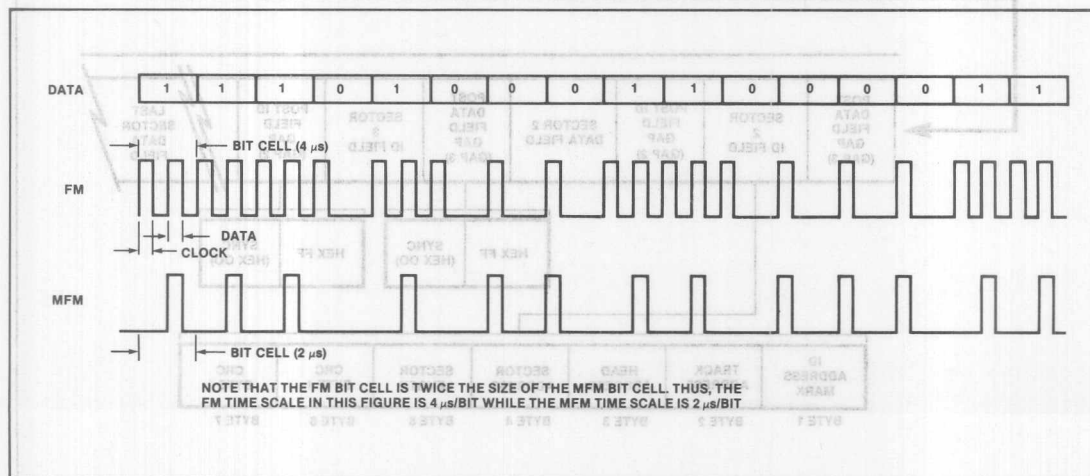 DATA 1 1 1 0 1 0 0 0 1 1 0 0 0 0 1 1
BIT CELL (4 μs)
FM
DATA
CLOCK
MFM
BIT CELL (2 μs)
NOTE THAT THE FM BIT CELL IS TWICE THE SIZE OF THE MFM BIT CELL. THUS, THE
FM TIME SCALE IN THIS FIGURE IS 4 μs/BIT WHILE THE MFM TIME SCALE IS 2 μs/BIT